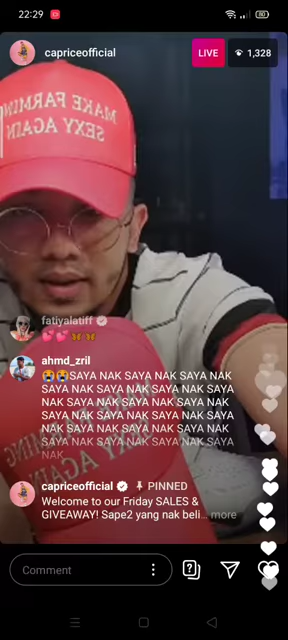 22:29
capriceofficial
LIVE
1,328
MAKE FARMING
SEXY AGAIN
fatiyalatiff
💕💕🎀🎀
ahmd_zril
😭😭SAYA NAK SAYA NAK SAYA NAK
SAYA NAK SAYA NAK SAYA NAK SAYA
NAK SAYA NAK SAYA NAK SAYA NAK
SAYA NAK SAYA NAK SAYA NAK SAYA
NAK SAYA NAK SAYA NAK SAYA NAK
SAYA NAK SAYA NAK SAYA NAK SAYA
NAK
capriceofficial PINNED
Welcome to our Friday SALES &
GIVEAWAY! Sape2 yang nak beli... more
Comment